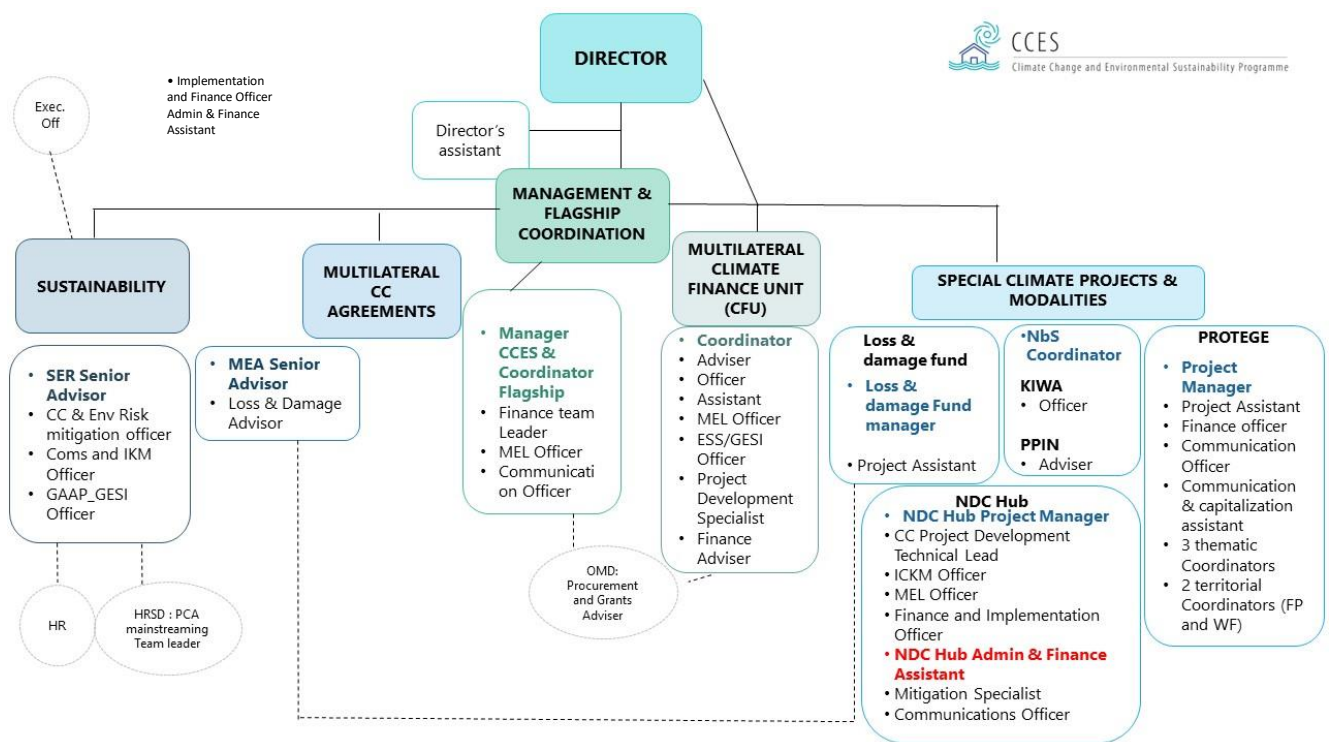 DIRECTOR
CCES
Climate Change and Environmental Sustainability Programme
• Implementation
and Finance Officer
Admin & Finance
Assistant
Exec.
Off
Director's
assistant
MANAGEMENT &
FLAGSHIP
COORDINATION
SUSTAINABILITY
MULTILATERAL
CC
AGREEMENTS
MULTILATERAL
CLIMATE
FINANCE UNIT
(CFU)
SPECIAL CLIMATE PROJECTS &
MODALITIES
• SER Senior
Advisor
• CC & Env Risk
mitigation officer
• Coms and IKM
Officer
• GAAP_GESI
Officer
• MEA Senior
Advisor
• Loss & Damage
Advisor
• Manager
CCES &
Coordinator
Flagship
• Finance team
Leader
• MEL Officer
• Communicati
on Officer
• Coordinator
• Adviser
• Officer
• Assistant
• MEL Officer
• ESS/GESI
Officer
• Project
Development
Specialist
• Finance
Adviser
Loss &
damage fund
• Loss &
damage Fund
manager
• Project Assistant
•NbS
Coordinator
KIWA
• Officer
PPIN
• Adviser
PROTEGE
• Project
Manager
• Project Assistant
• Finance officer
• Communication
Officer
• Communication
& capitalization
assistant
• 3 thematic
Coordinators
• 2 territorial
Coordinators (FP
and WF)
NDC Hub
• NDC Hub Project Manager
• CC Project Development
Technical Lead
• ICKM Officer
• MEL Officer
• Finance and Implementation
Officer
• NDC Hub Admin & Finance
Assistant
• Mitigation Specialist
• Communications Officer
HR
HRSD : PCA
mainstreaming
Team leader
OMD:
Procurement
and Grants
Adviser